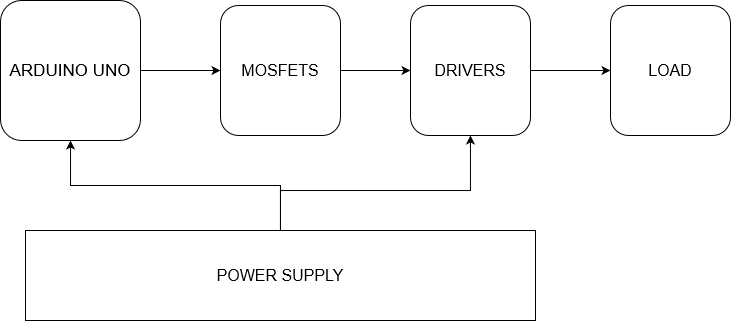 ARDUINO UNO
MOSFETS
DRIVERS
LOAD
POWER SUPPLY